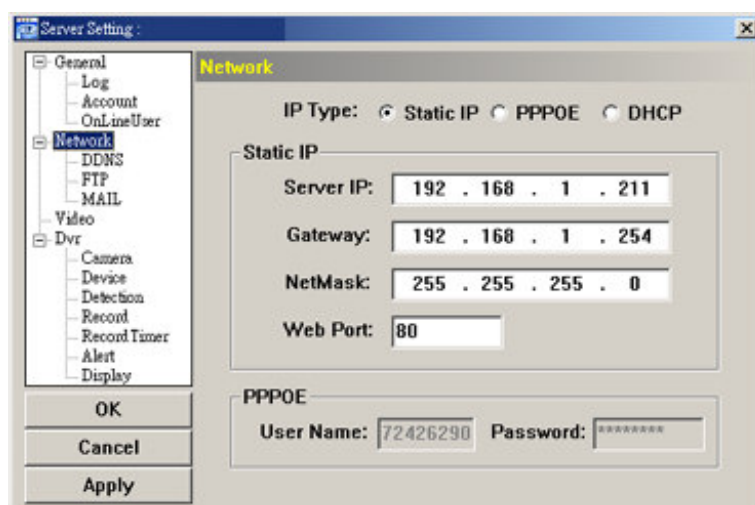 Server Setting :
General
Log
Account
OnLineUser
Network
DDNS
FTP
MAIL
Video
Dvr
Camera
Device
Detection
Record
Record Timer
Alert
Display
OK
Cancel
Apply
Network
IP Type: Static IP PPPOE DHCP
Static IP
Server IP: 192 . 168 . 1 . 211
Gateway: 192 . 168 . 1 . 254
NetMask: 255 . 255 . 255 . 0
Web Port: 80
PPPOE
User Name: 72426290 Password: ********